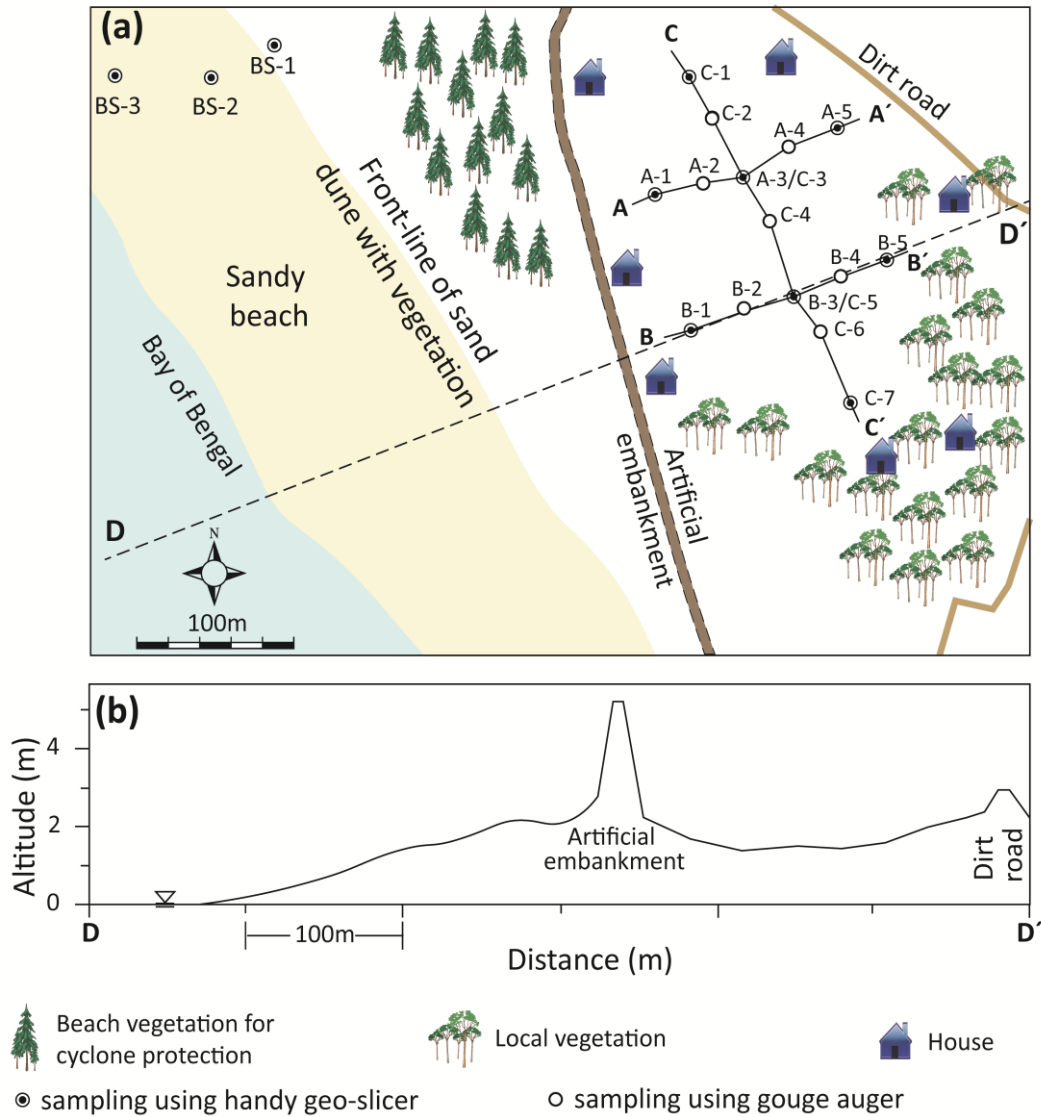 (a)
BS-1
BS-3
BS-2
C
C-1
C-2
Dirt road
A-5
A´
A-4
A-1
A-2
A-3/C-3
A
C-4
D´
B-5
B´
B-4
B-2
B-3/C-5
B-1
B
C-6
C-7
C´
Front-line of sand
dune with vegetation
Sandy
beach
Bay of Bengal
Artificial
embankment
D
N
100m
(b)
Altitude (m)
4
2
0
Artificial
embankment
Dirt
road
D
100m
D´
Distance (m)
Beach vegetation for
cyclone protection
Local vegetation
House
sampling using handy geo-slicer
sampling using gouge auger